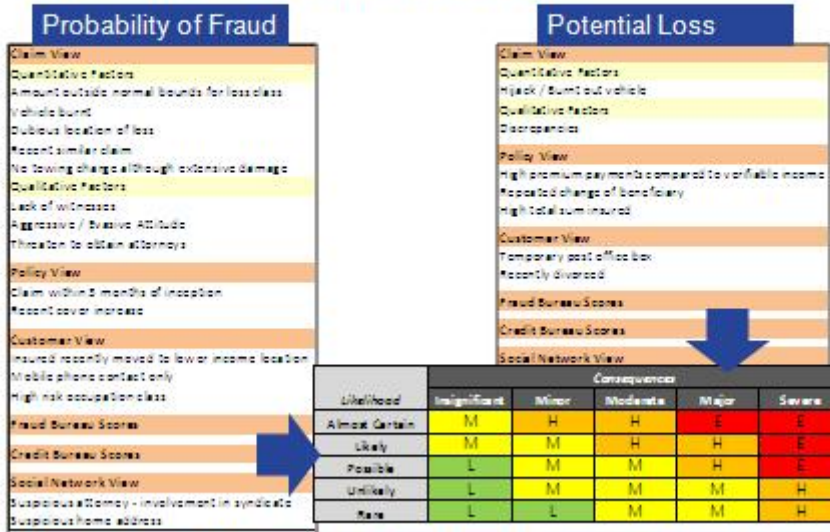 Probability of Fraud
Claim View
Quantitative Factors
Amount outside normal bounds for loss class
Vehicle burnt
Dubious location of loss
Recent similar claim
No towing charge although extensive damage
Qualitative Factors
Lack of witnesses
Aggressive / Evasive Attitude
Threaten to obtain attorneys
Policy View
Claim within 3 months of inception
Recent cover increase
Customer View
Insured recently moved to lower income location
Mobile phone contact only
High risk occupation class
Fraud Bureau Scores
Credit Bureau Scores
Social Network View
Suspicious attorney - involvement in syndicate
Suspicious home address
Potential Loss
Claim View
Quantitative Factors
Hijack / Burnt out vehicle
Qualitative Factors
Discrepancies
Policy View
High premium payments compared to verifiable income
Repeated change of beneficiary
High total sum insured
Customer View
Temporary post office box
Recently divorced
Fraud Bureau Scores
Credit Bureau Scores
Social Network View
Consequences
Likelihood Insignificant Minor Moderate Major Severe
Almost Certain M H H E E
Likely M M H H E
Possible L M M H E
Unlikely L M M M H
Rare L L M M H